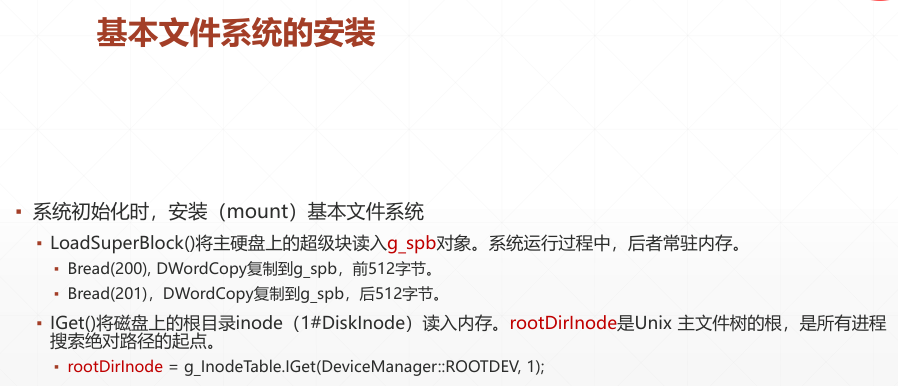 基本文件系统的安装
▪ 系统初始化时，安装（mount）基本文件系统
▪ LoadSuperBlock()将主硬盘上的超级块读入g_spb对象。系统运行过程中，后者常驻内存。
▪ Bread(200), DWordCopy复制到g_spb，前512字节。
▪ Bread(201)，DWordCopy复制到g_spb，后512字节。
▪ IGet()将磁盘上的根目录inode（1#DiskInode）读入内存。rootDirInode是Unix 主文件树的根，是所有进程
搜索绝对路径的起点。
▪ rootDirInode = g_InodeTable.IGet(DeviceManager::ROOTDEV, 1);